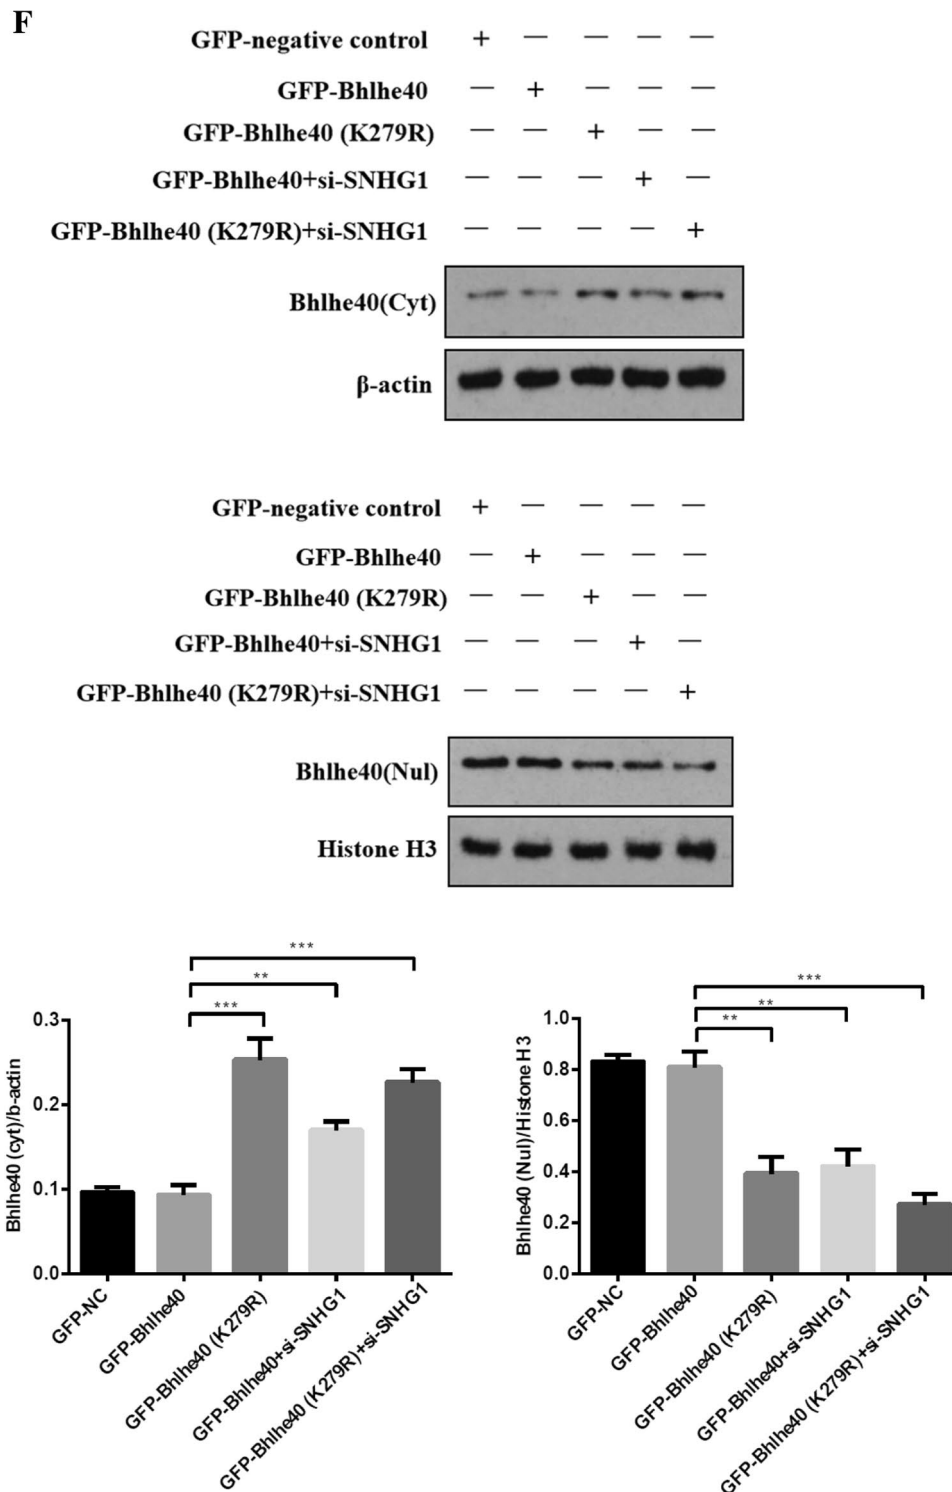 F
GFP-negative control + — — — —
GFP-Bhlhe40 — + — — —
GFP-Bhlhe40 (K279R) — — + — —
GFP-Bhlhe40+si-SNHG1 — — — + —
GFP-Bhlhe40 (K279R)+si-SNHG1 — — — — +
Bhlhe40(Cyt)
β-actin
GFP-negative control + — — — —
GFP-Bhlhe40 — + — — —
GFP-Bhlhe40 (K279R) — — + — —
GFP-Bhlhe40+si-SNHG1 — — — + —
GFP-Bhlhe40 (K279R)+si-SNHG1 — — — — +
Bhlhe40(Nul)
Histone H3
Bhlhe40 (cyt)/b-actin
0.3
0.2
0.1
0.0
***
**
***
GFP-NC
GFP-Bhlhe40
GFP-Bhlhe40 (K279R)
GFP-Bhlhe40+si-SNHG1
GFP-Bhlhe40 (K279R)+si-SNHG1
Bhlhe40 (Nul)/Histone H3
1.0
0.8
0.6
0.4
0.2
0.0
***
**
**
GFP-NC
GFP-Bhlhe40
GFP-Bhlhe40 (K279R)
GFP-Bhlhe40+si-SNHG1
GFP-Bhlhe40 (K279R)+si-SNHG1